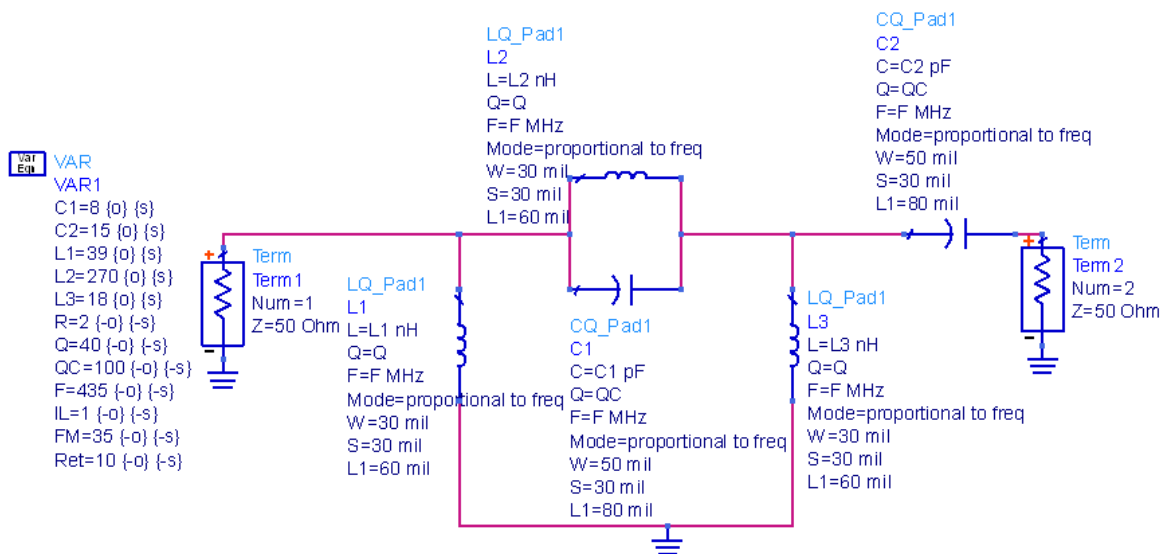 Var
Eqn
VAR
VAR1
C1=8 {o} {s}
C2=15 {o} {s}
L1=39 {o} {s}
L2=270 {o} {s}
L3=18 {o} {s}
R=2 {-o} {-s}
Q=40 {-o} {-s}
QC=100 {-o} {-s}
F=435 {-o} {-s}
IL=1 {-o} {-s}
FM=35 {-o} {-s}
Ret=10 {-o} {-s}
+
Term
Term1
Num=1
Z=50 Ohm
-
LQ_Pad1
L1
L=L1 nH
Q=Q
F=F MHz
Mode=proportional to freq
W=30 mil
S=30 mil
L1=60 mil
LQ_Pad1
L2
L=L2 nH
Q=Q
F=F MHz
Mode=proportional to freq
W=30 mil
S=30 mil
L1=60 mil
CQ_Pad1
C1
C=C1 pF
Q=QC
F=F MHz
Mode=proportional to freq
W=50 mil
S=30 mil
L1=80 mil
LQ_Pad1
L3
L=L3 nH
Q=Q
F=F MHz
Mode=proportional to freq
W=30 mil
S=30 mil
L1=60 mil
CQ_Pad1
C2
C=C2 pF
Q=QC
F=F MHz
Mode=proportional to freq
W=50 mil
S=30 mil
L1=80 mil
+
Term
Term2
Num=2
Z=50 Ohm
-